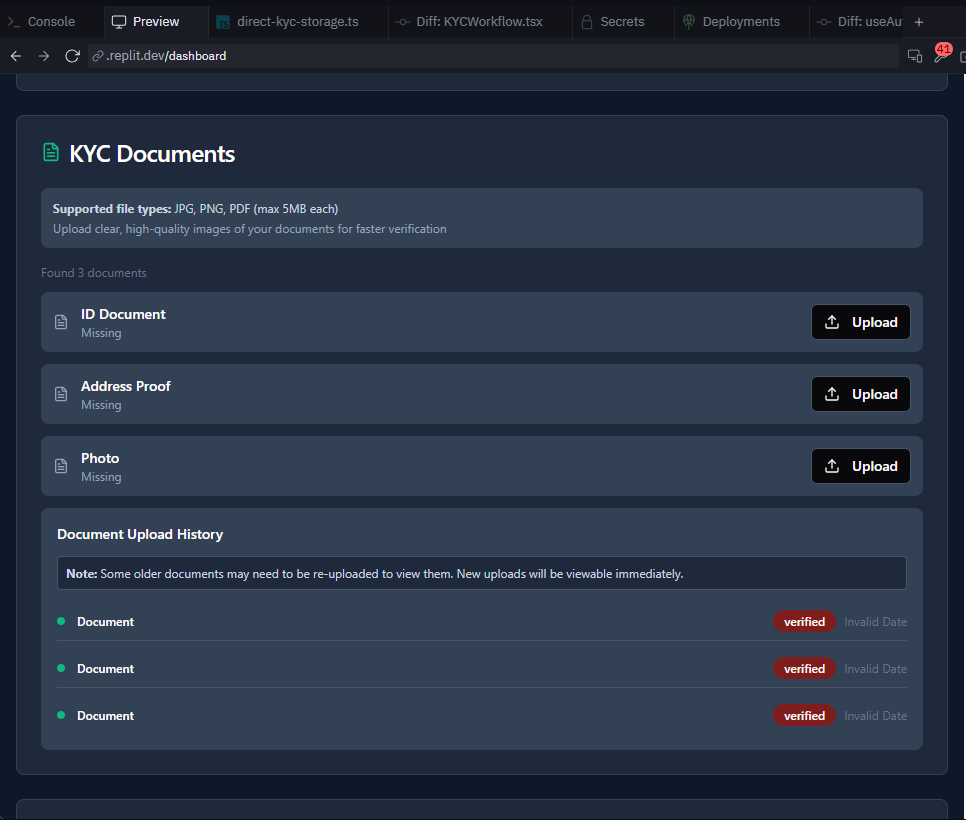 Console
Preview
TS direct-kyc-storage.ts
Diff: KYCWorkflow.tsx
Secrets
Deployments
Diff: useAu
.replit.dev/dashboard
41
KYC Documents
Supported file types: JPG, PNG, PDF (max 5MB each)
Upload clear, high-quality images of your documents for faster verification
Found 3 documents
ID Document
Missing
Upload
Address Proof
Missing
Upload
Photo
Missing
Upload
Document Upload History
Note: Some older documents may need to be re-uploaded to view them. New uploads will be viewable immediately.
Document verified Invalid Date
Document verified Invalid Date
Document verified Invalid Date